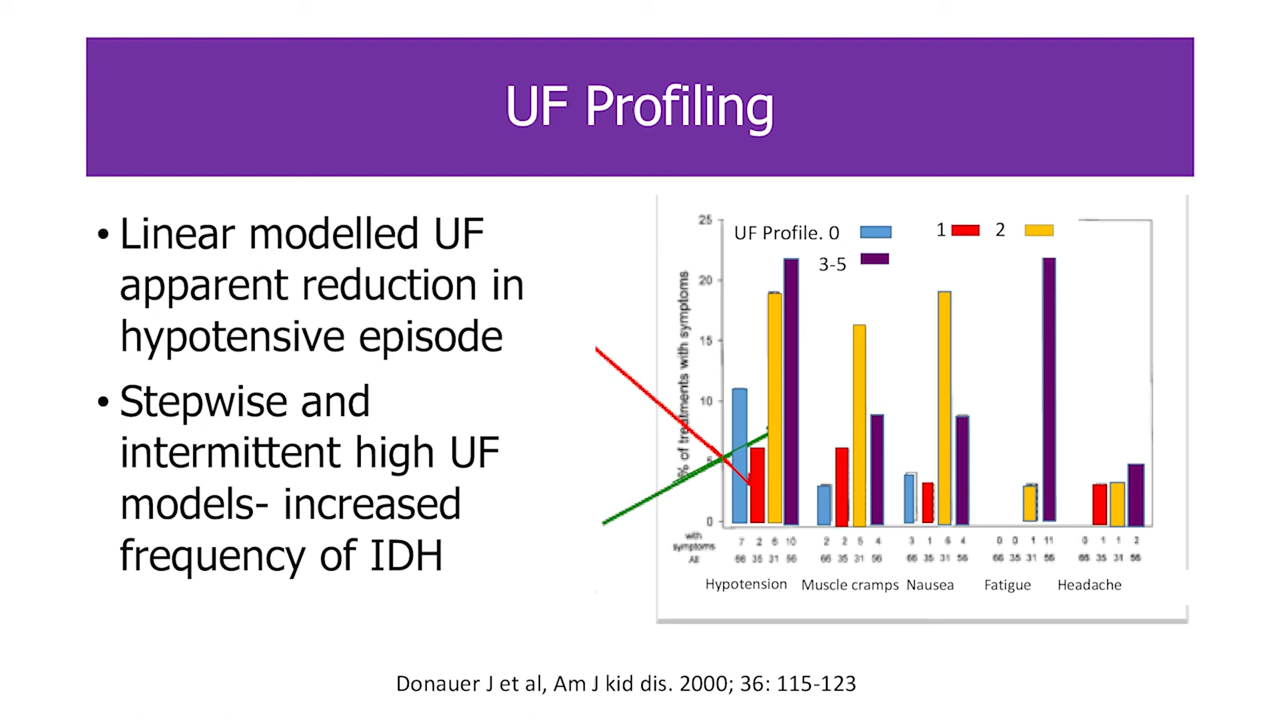 UF Profiling
• Linear modelled UF
apparent reduction in
hypotensive episode
• Stepwise and
intermittent high UF
models- increased
frequency of IDH
UF Profile. 0
1
2
3-5
% of treatments with symptoms
25
20
15
10
5
0
with symptoms 7 2 6 10 2 2 5 4 3 1 6 4 0 0 1 11 0 1 1 2
All 66 35 31 56 66 35 31 56 66 35 31 56 66 35 31 56 66 35 31 56
Hypotension Muscle cramps Nausea Fatigue Headache
Donauer J et al, Am J kid dis. 2000; 36: 115-123